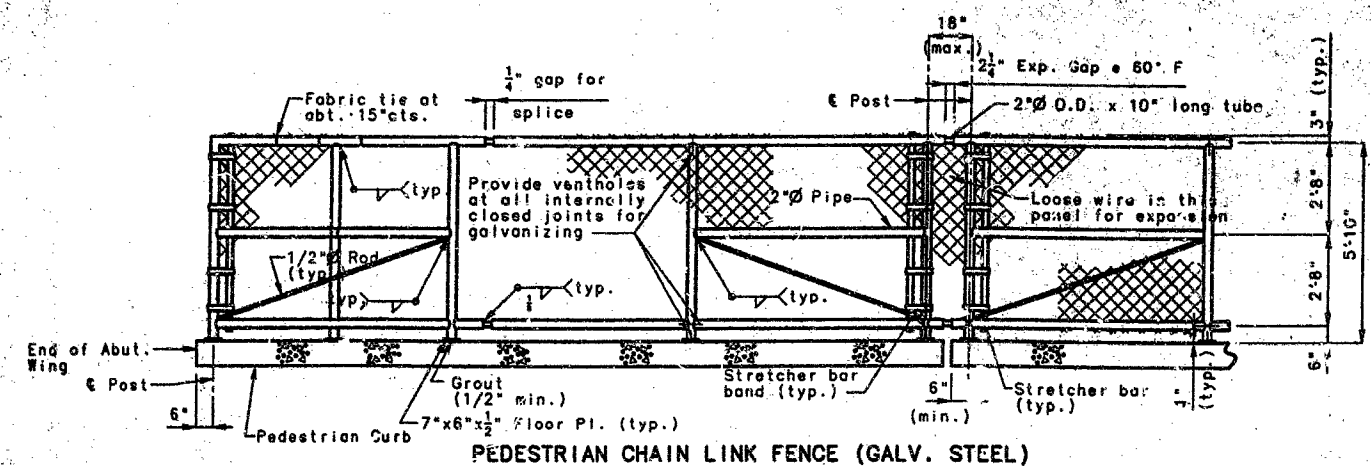 18"
(max.)
1/4" gap for
splice
2 1/4" Exp. Gap @ 60° F
3" (typ.)
Fabric tie at
abt. 15"cts.
℄ Post
2"Ø O.D. x 10" long tube
(typ.
Provide ventholes
at all internally
closed joints for
galvanizing
2"Ø Pipe
Loose wire in this
panel for expansion
2'-8"
5'-10"
1/2"Ø Rod
(typ.)
typ.)
(typ.
(typ.
2'-8"
End of Abut.
Wing
℄ Post
6"
Grout
(1/2" min.)
7"x6"x1/2" Floor Pl. (typ.)
Pedestrian Curb
Stretcher bar
band (typ.)
6"
(min.)
Stretcher bar
(typ.)
1"
(typ.)
6"
PEDESTRIAN CHAIN LINK FENCE (GALV. STEEL)